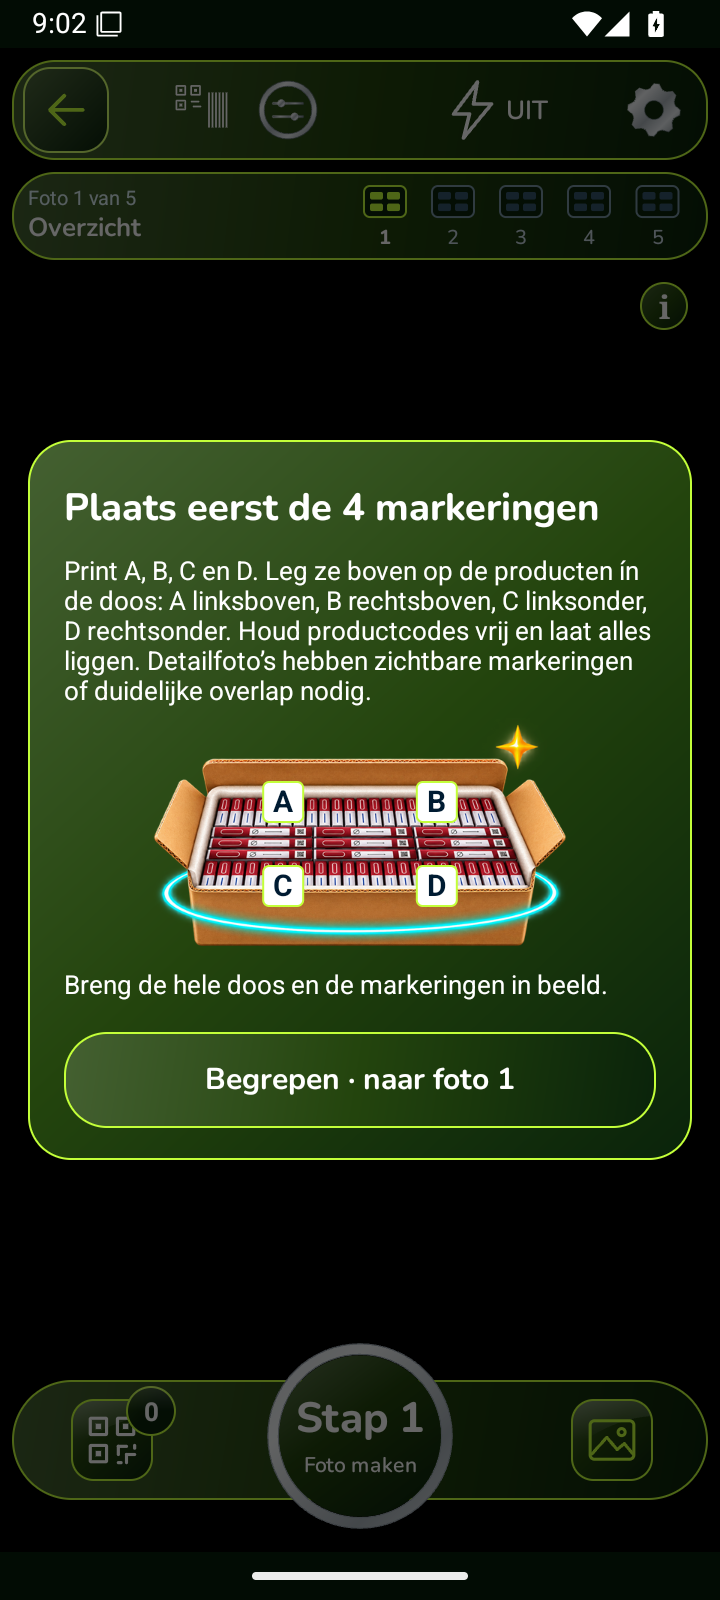 9:02
UIT
Foto 1 van 5
Overzicht
1 2 3 4 5
i
Plaats eerst de 4 markeringen
Print A, B, C en D. Leg ze boven op de producten ín
de doos: A linksboven, B rechtsboven, C linksonder,
D rechtsonder. Houd productcodes vrij en laat alles
liggen. Detailfoto’s hebben zichtbare markeringen
of duidelijke overlap nodig.
A B
C D
Breng de hele doos en de markeringen in beeld.
Begrepen · naar foto 1
0
Stap 1
Foto maken